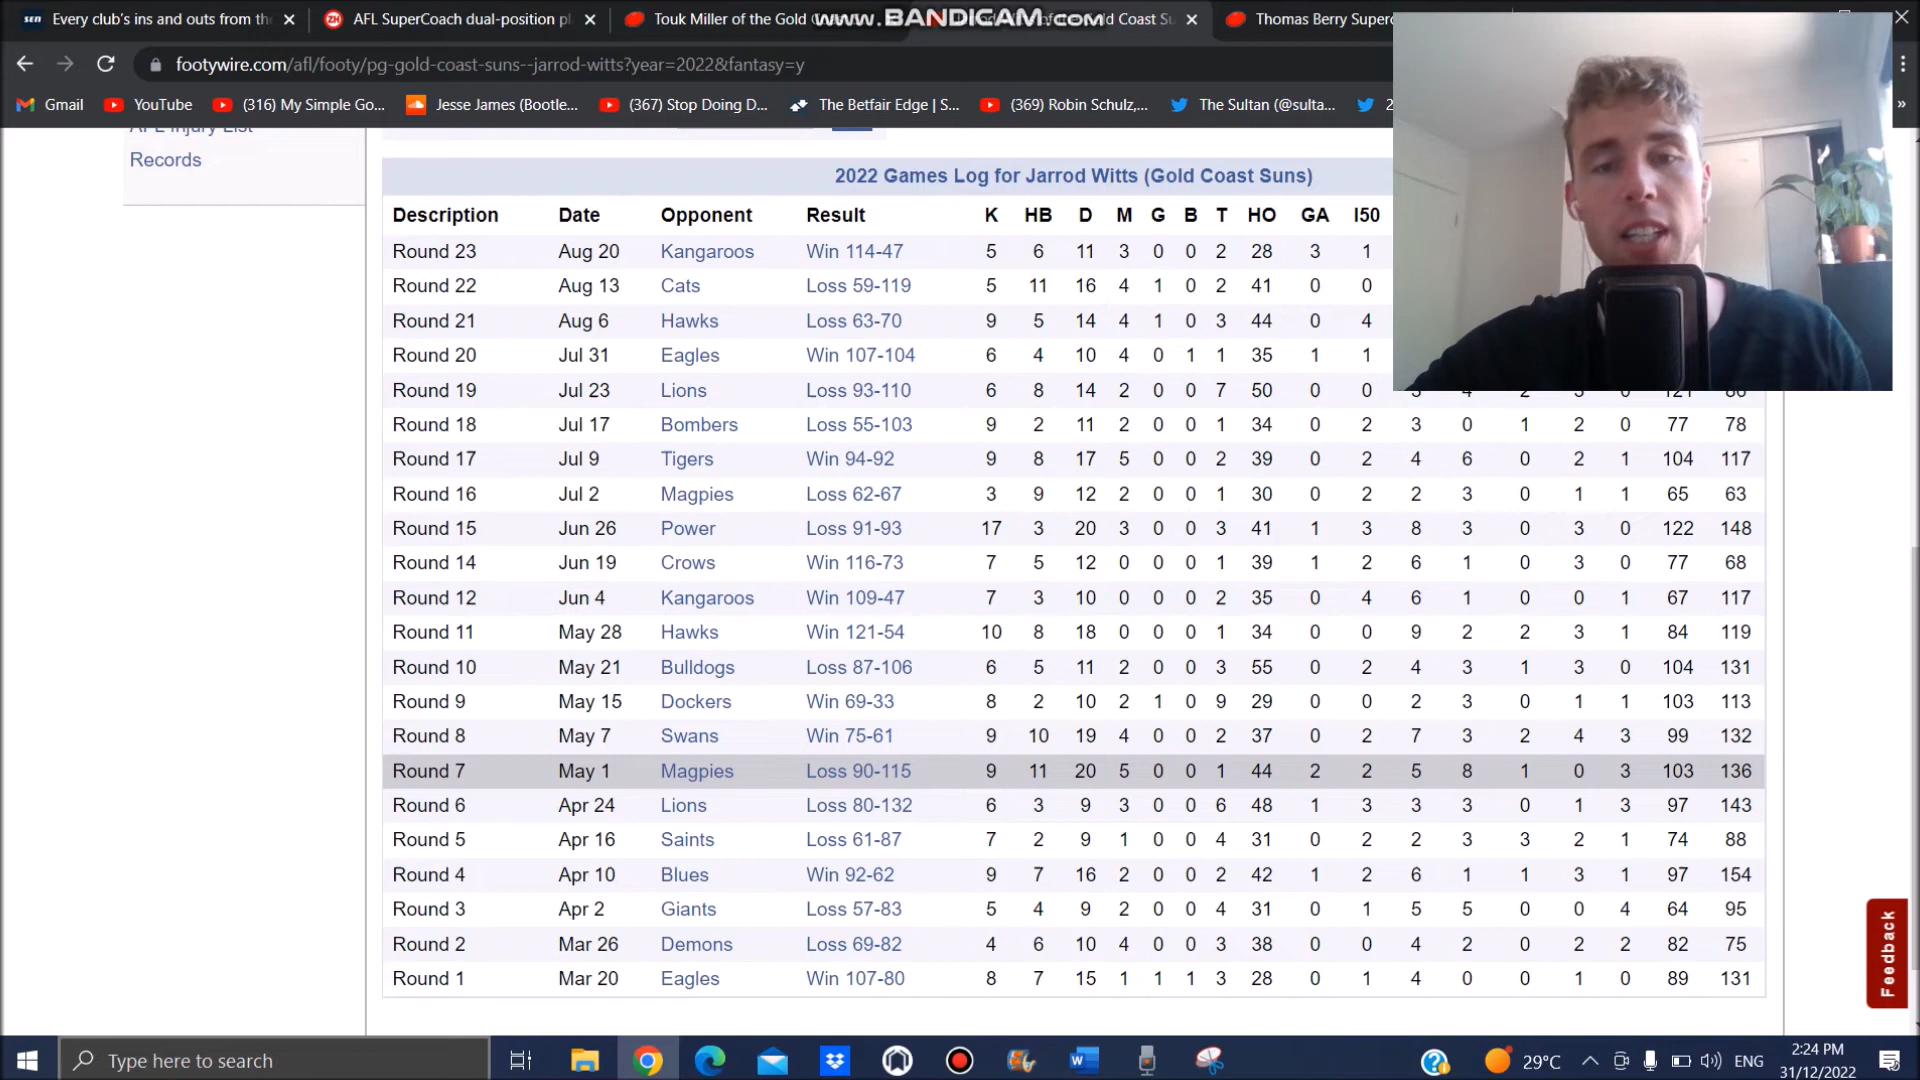 Every club's ins and outs from the
AFL SuperCoach dual-position pl
Touk Miller of the Gold
www.BANDICAM.com
Gold Coast Su
Thomas Berry Superc
footywire.com/afl/footy/pg-gold-coast-suns--jarrod-witts?year=2022&fantasy=y
Gmail YouTube (316) My Simple Go... Jesse James (Bootle... (367) Stop Doing D... The Betfair Edge | S... (369) Robin Schulz,... The Sultan (@sulta... 2 »
AFL Injury List
Records
2022 Games Log for Jarrod Witts (Gold Coast Suns)
Description Date Opponent Result K HB D M G B T HO GA I50
Round 23 Aug 20 Kangaroos Win 114-47 5 6 11 3 0 0 2 28 3 1
Round 22 Aug 13 Cats Loss 59-119 5 11 16 4 1 0 2 41 0 0
Round 21 Aug 6 Hawks Loss 63-70 9 5 14 4 1 0 3 44 0 4
Round 20 Jul 31 Eagles Win 107-104 6 4 10 4 0 1 1 35 1 1
Round 19 Jul 23 Lions Loss 93-110 6 8 14 2 0 0 7 50 0 0 3 4 2 3 0 121 86
Round 18 Jul 17 Bombers Loss 55-103 9 2 11 2 0 0 1 34 0 2 3 0 1 2 0 77 78
Round 17 Jul 9 Tigers Win 94-92 9 8 17 5 0 0 2 39 0 2 4 6 0 2 1 104 117
Round 16 Jul 2 Magpies Loss 62-67 3 9 12 2 0 0 1 30 0 2 2 3 0 1 1 65 63
Round 15 Jun 26 Power Loss 91-93 17 3 20 3 0 0 3 41 1 3 8 3 0 3 0 122 148
Round 14 Jun 19 Crows Win 116-73 7 5 12 0 0 0 1 39 1 2 6 1 0 3 0 77 68
Round 12 Jun 4 Kangaroos Win 109-47 7 3 10 0 0 0 2 35 0 4 6 1 0 0 1 67 117
Round 11 May 28 Hawks Win 121-54 10 8 18 0 0 0 1 34 0 0 9 2 2 3 1 84 119
Round 10 May 21 Bulldogs Loss 87-106 6 5 11 2 0 0 3 55 0 2 4 3 1 3 0 104 131
Round 9 May 15 Dockers Win 69-33 8 2 10 2 1 0 9 29 0 0 2 3 0 1 1 103 113
Round 8 May 7 Swans Win 75-61 9 10 19 4 0 0 2 37 0 2 7 3 2 4 3 99 132
Round 7 May 1 Magpies Loss 90-115 9 11 20 5 0 0 1 44 2 2 5 8 1 0 3 103 136
Round 6 Apr 24 Lions Loss 80-132 6 3 9 3 0 0 6 48 1 3 3 3 0 1 3 97 143
Round 5 Apr 16 Saints Loss 61-87 7 2 9 1 0 0 4 31 0 2 2 3 3 2 1 74 88
Round 4 Apr 10 Blues Win 92-62 9 7 16 2 0 0 2 42 1 2 6 1 1 3 1 97 154
Round 3 Apr 2 Giants Loss 57-83 5 4 9 2 0 0 4 31 0 1 5 5 0 0 4 64 95
Round 2 Mar 26 Demons Loss 69-82 4 6 10 4 0 0 3 38 0 0 4 2 0 2 2 82 75
Round 1 Mar 20 Eagles Win 107-80 8 7 15 1 1 1 3 28 0 1 4 0 0 1 0 89 131
Feedback
Type here to search
29°C
ENG
2:24 PM
31/12/2022